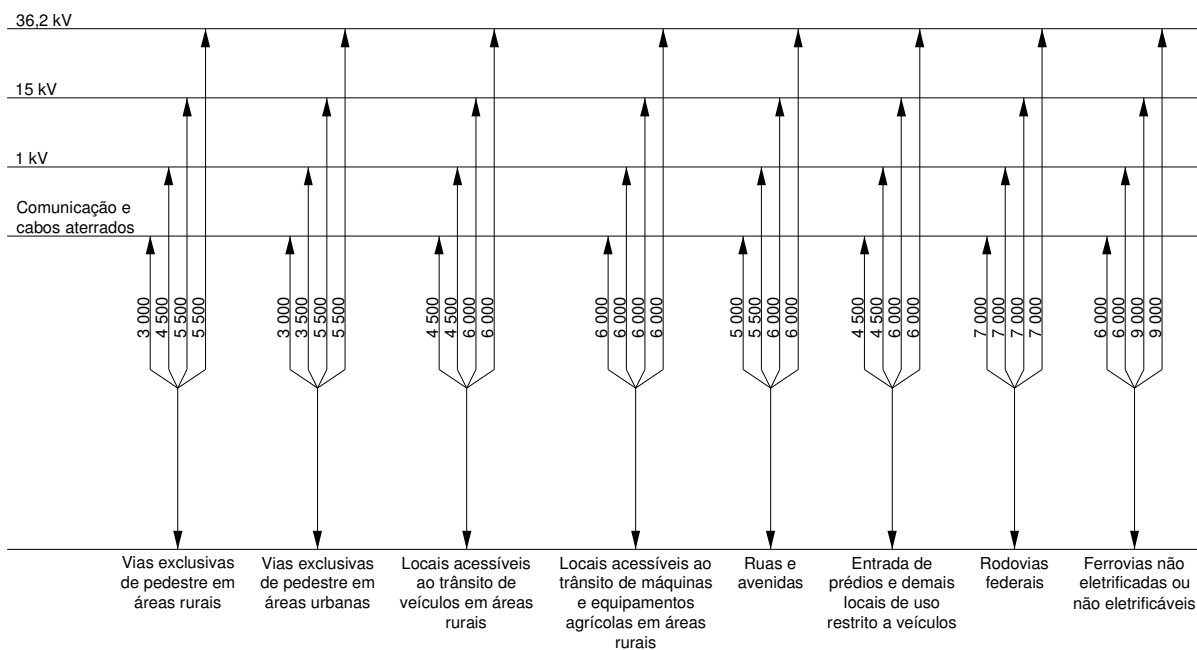 36,2 kV
15 kV
1 kV
Comunicação e
cabos aterrados
3 000
4 500
5 500
5 500
3 000
3 500
5 500
5 500
4 500
4 500
6 000
6 000
6 000
6 000
6 000
6 000
5 000
5 500
6 000
6 000
4 500
4 500
6 000
6 000
7 000
7 000
7 000
7 000
6 000
6 000
9 000
9 000
Vias exclusivas
de pedestre em
áreas rurais
Vias exclusivas
de pedestre em
áreas urbanas
Locais acessíveis
ao trânsito de
veículos em áreas
rurais
Locais acessíveis ao
trânsito de máquinas
e equipamentos
agrícolas em áreas
rurais
Ruas e
avenidas
Entrada de
prédios e demais
locais de uso
restrito a veículos
Rodovias
federais
Ferrovias não
eletrificadas ou
não eletrificáveis